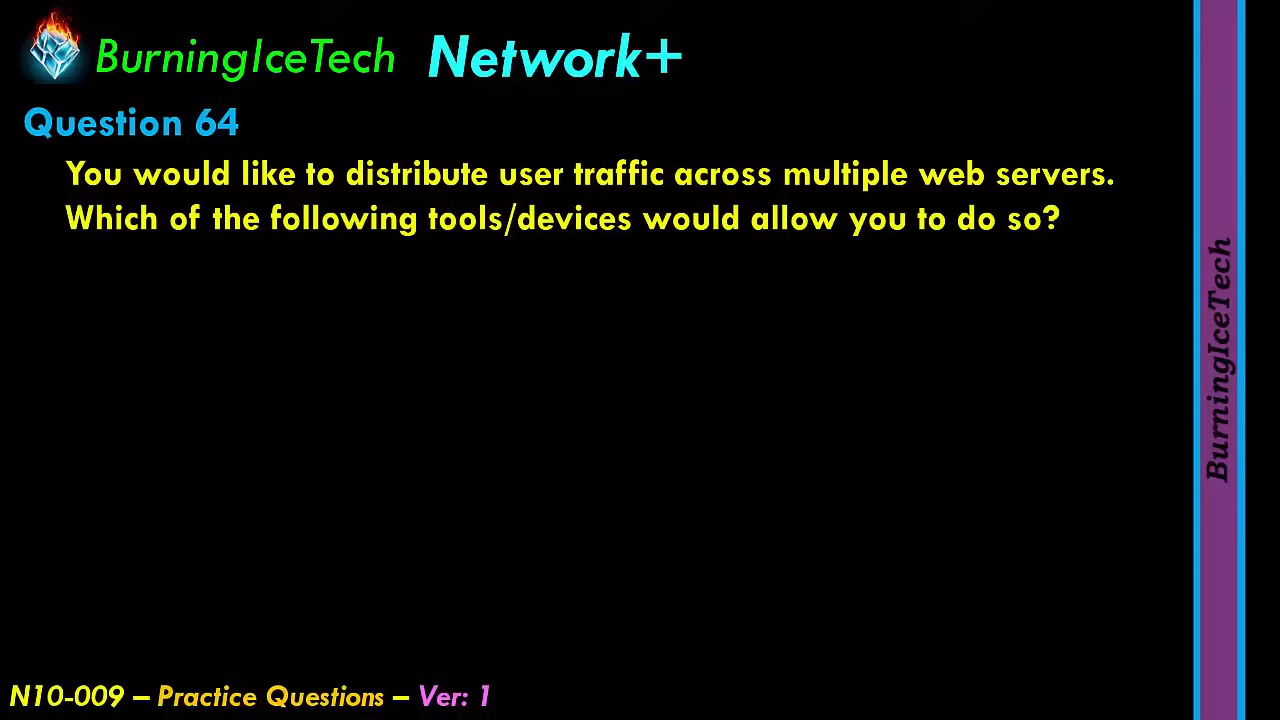 BurningIceTech Network+
Question 64
You would like to distribute user traffic across multiple web servers.
Which of the following tools/devices would allow you to do so?
BurningIceTech
N10-009 – Practice Questions – Ver: 1